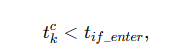 $t_k^c < t_{if\_enter},$